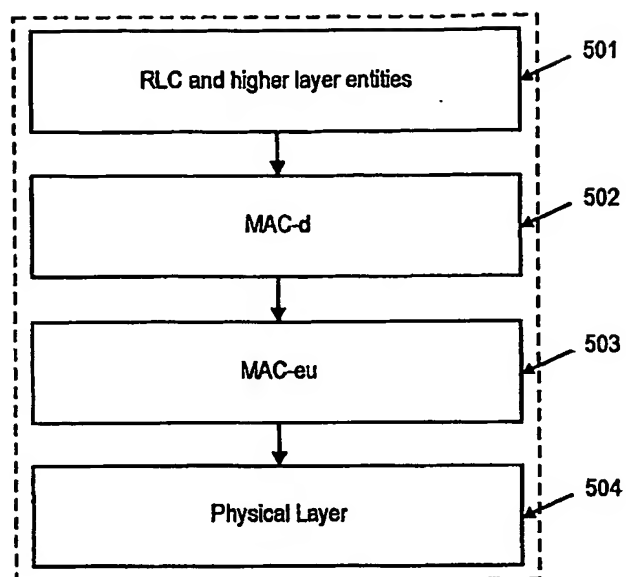 RLC and higher layer entities
501
MAC-d
502
MAC-eu
503
Physical Layer
504